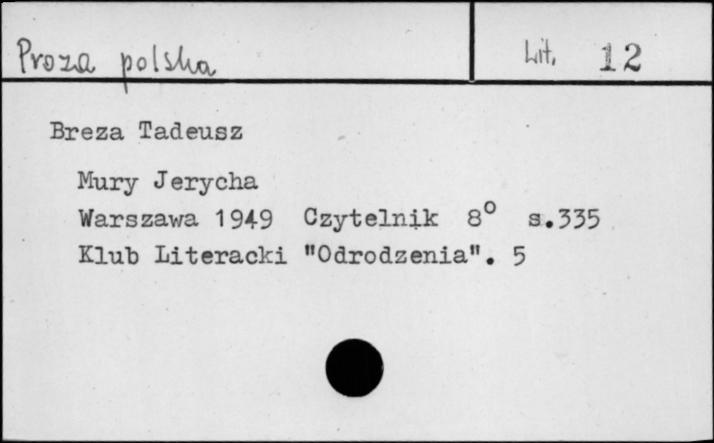 Proza polska
Lit. 12
Breza Tadeusz
Mury Jerycha
Warszawa 1949 Czytelnik 8° s.335
Klub Literacki "Odrodzenia". 5